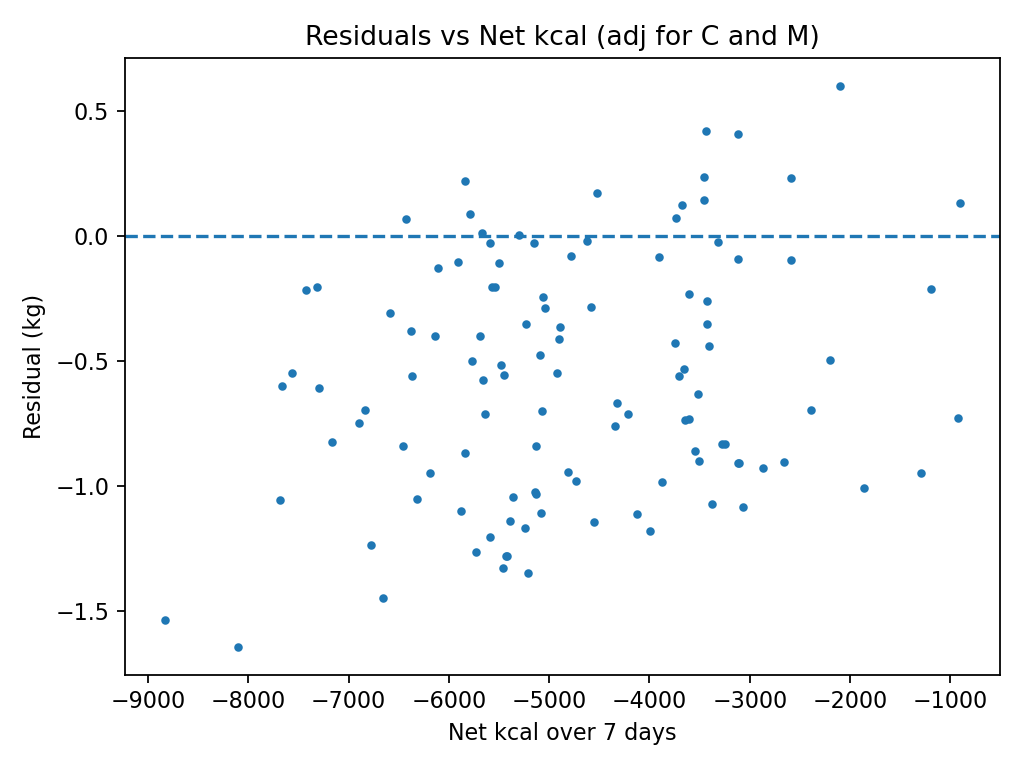 Residuals vs Net kcal (adj for C and M)
Residual (kg)
0.5
0.0
−0.5
−1.0
−1.5
−9000 −8000 −7000 −6000 −5000 −4000 −3000 −2000 −1000
Net kcal over 7 days